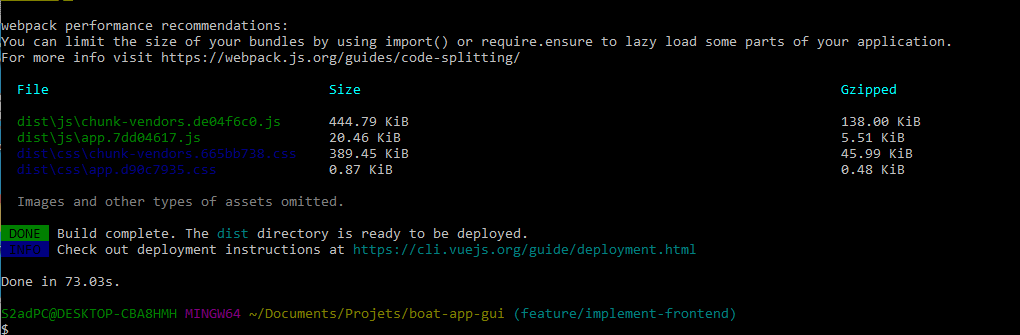 webpack performance recommendations:
You can limit the size of your bundles by using import() or require.ensure to lazy load some parts of your application.
For more info visit https://webpack.js.org/guides/code-splitting/
File Size Gzipped
dist\js\chunk-vendors.de04f6c0.js 444.79 KiB 138.00 KiB
dist\js\app.7dd04617.js 20.46 KiB 5.51 KiB
dist\css\chunk-vendors.665bb738.css 389.45 KiB 45.99 KiB
dist\css\app.d90c7935.css 0.87 KiB 0.48 KiB
Images and other types of assets omitted.
DONE Build complete. The dist directory is ready to be deployed.
INFO Check out deployment instructions at https://cli.vuejs.org/guide/deployment.html
Done in 73.03s.
S2adPC@DESKTOP-CBA8HMH MINGW64 ~/Documents/Projets/boat-app-gui (feature/implement-frontend)
$